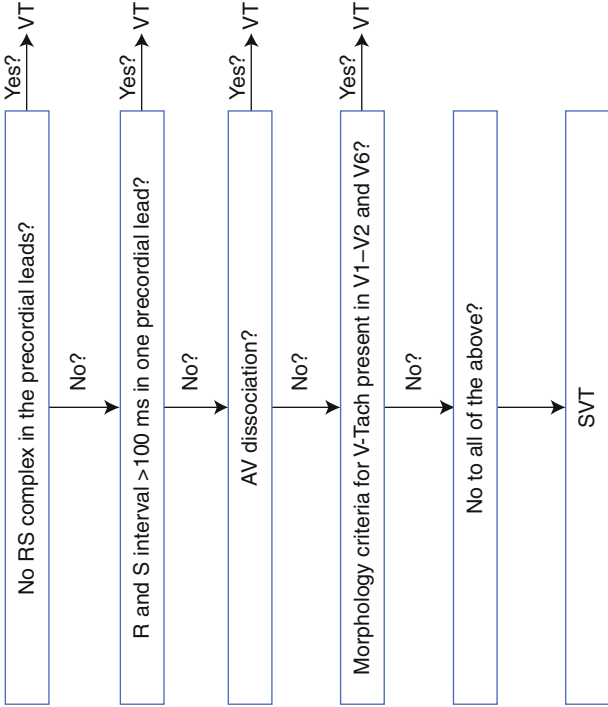 No RS complex in the precordial leads?
Yes?
VT
No?
R and S interval >100 ms in one precordial lead?
Yes?
VT
No?
AV dissociation?
Yes?
VT
No?
Morphology criteria for V-Tach present in V1–V2 and V6?
Yes?
VT
No?
No to all of the above?
SVT